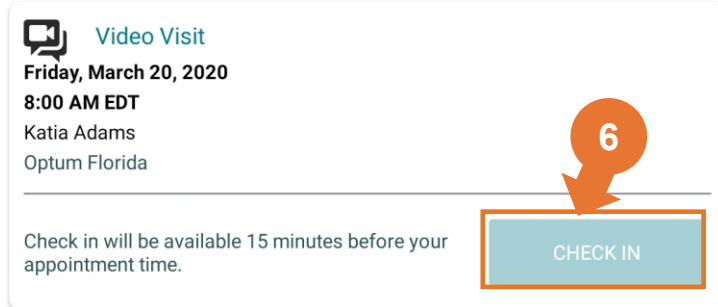 Video Visit
Friday, March 20, 2020
8:00 AM EDT
Katia Adams
Optum Florida
6
Check in will be available 15 minutes before your
appointment time.
CHECK IN